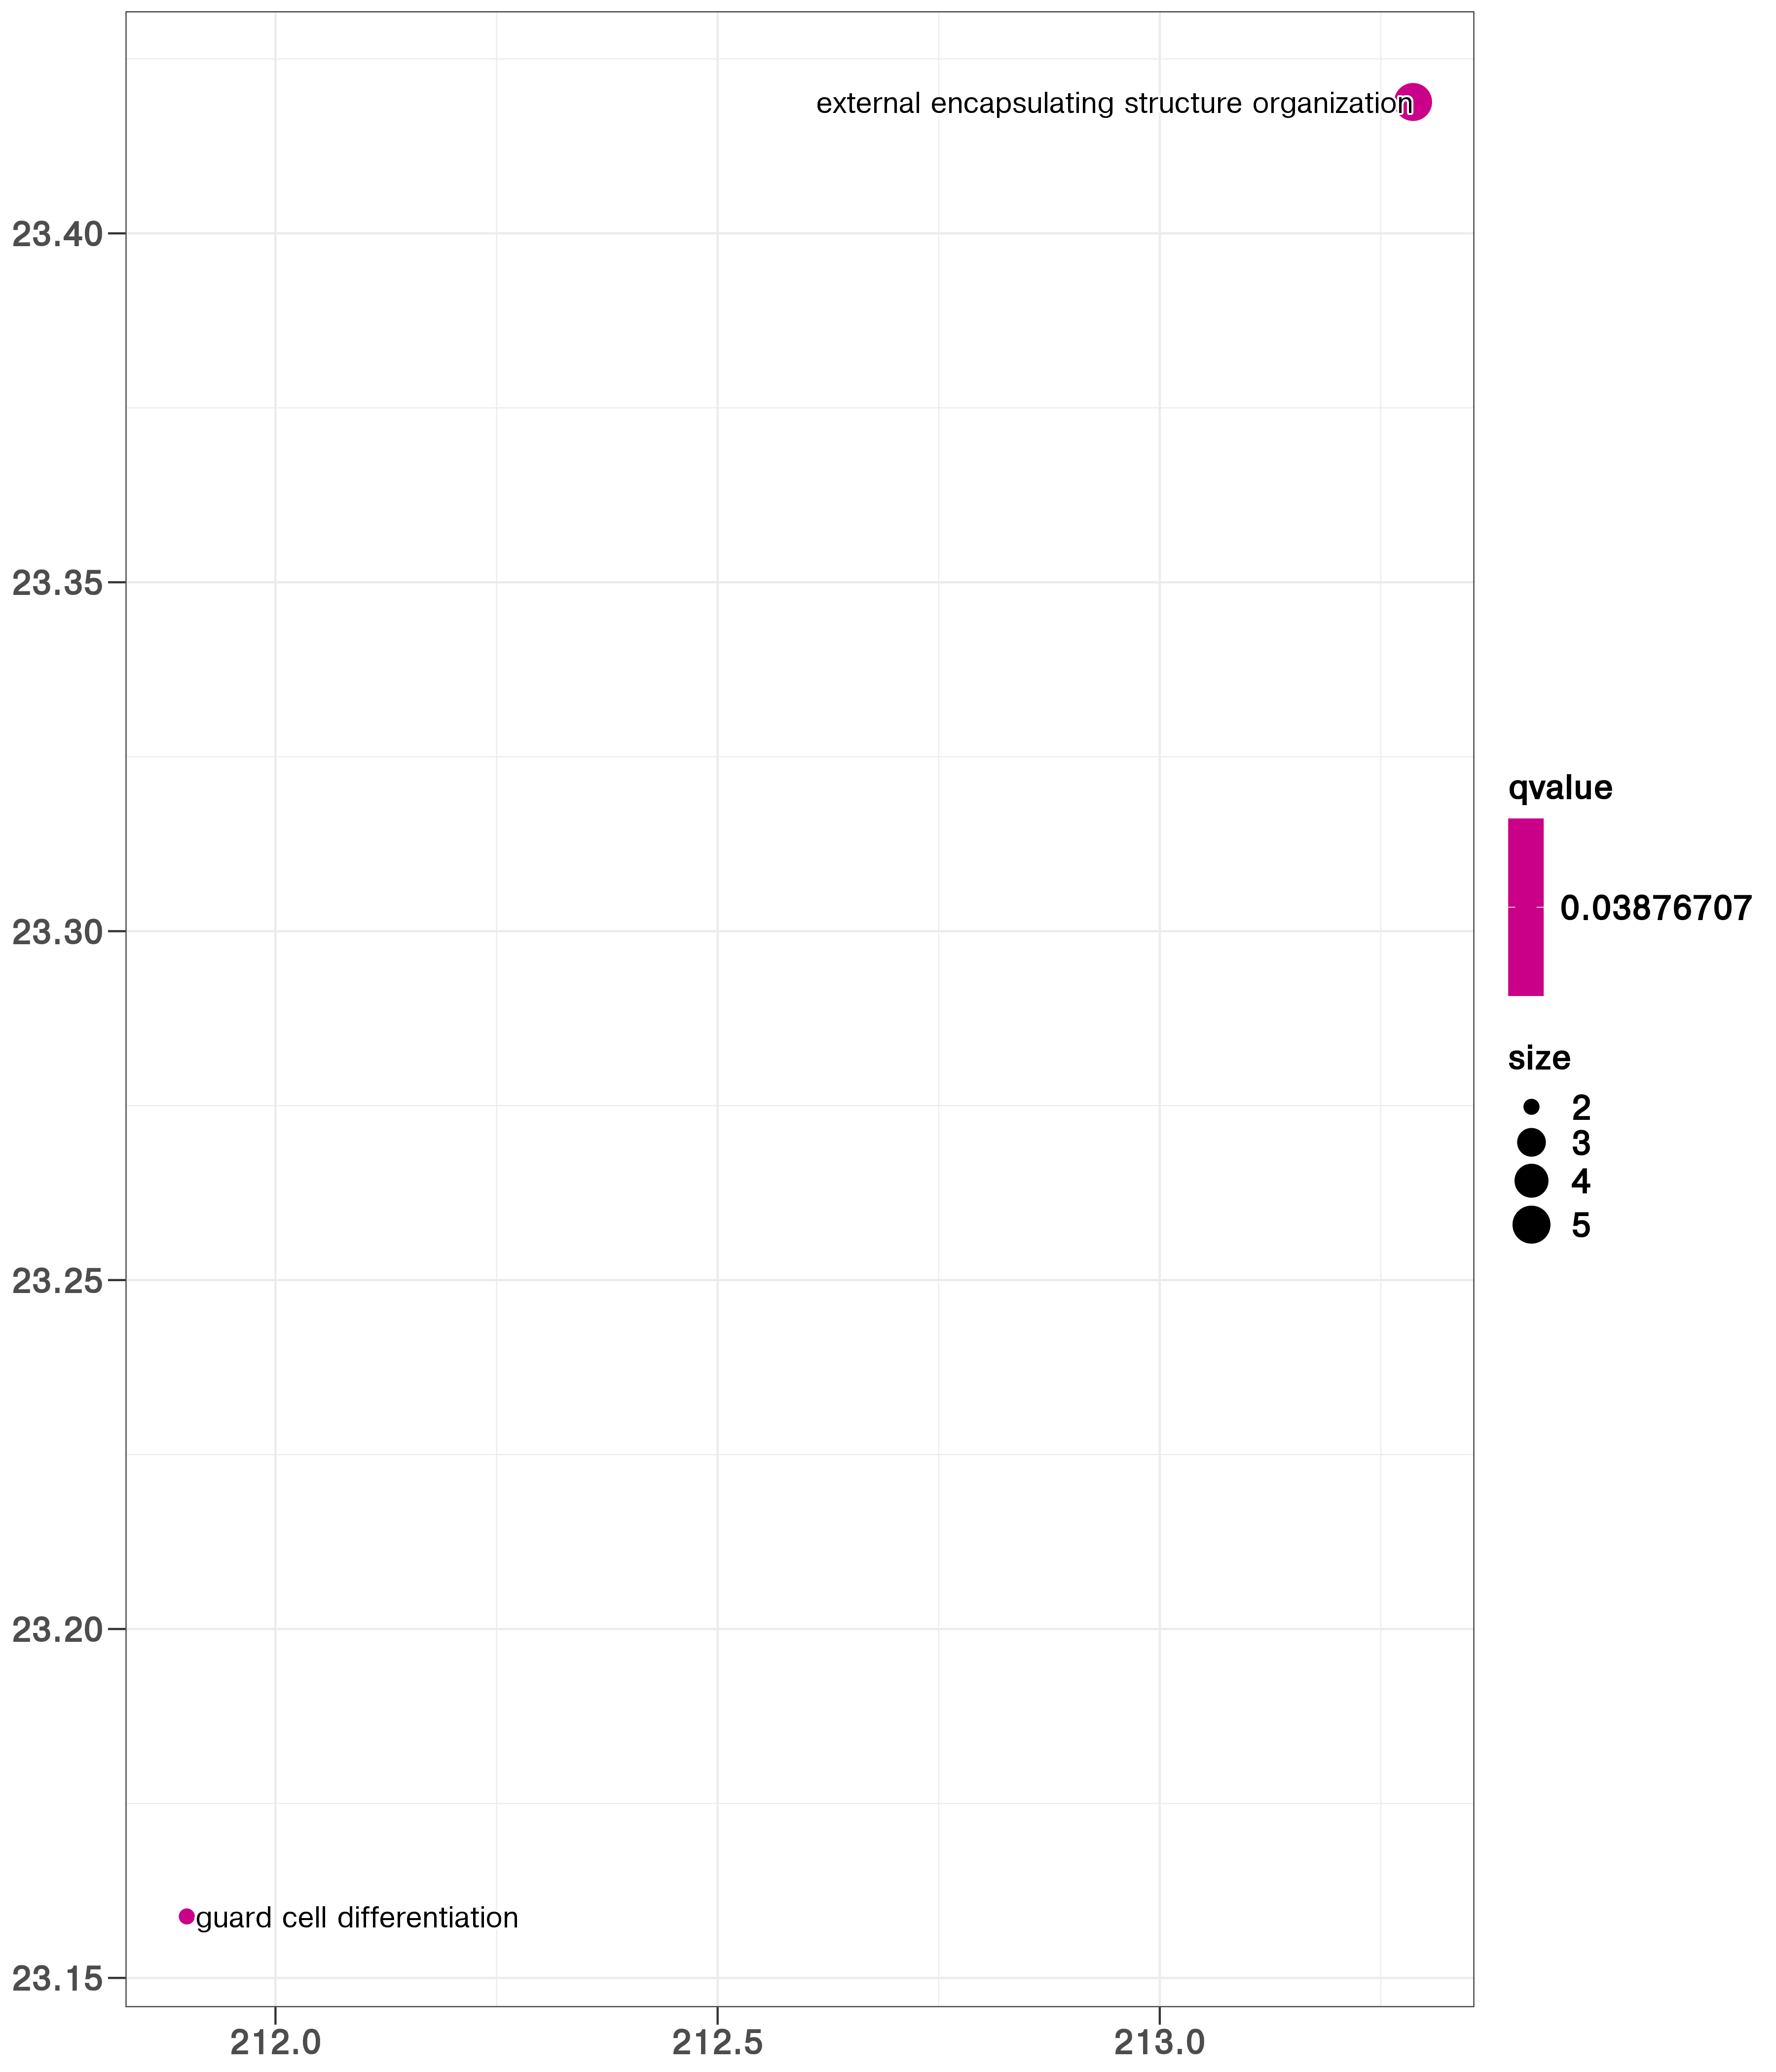 external encapsulating structure organization
23.40
23.35
23.30
23.25
23.20
guard cell differentiation
23.15
212.0 212.5 213.0
qvalue
0.03876707
size
2
3
4
5